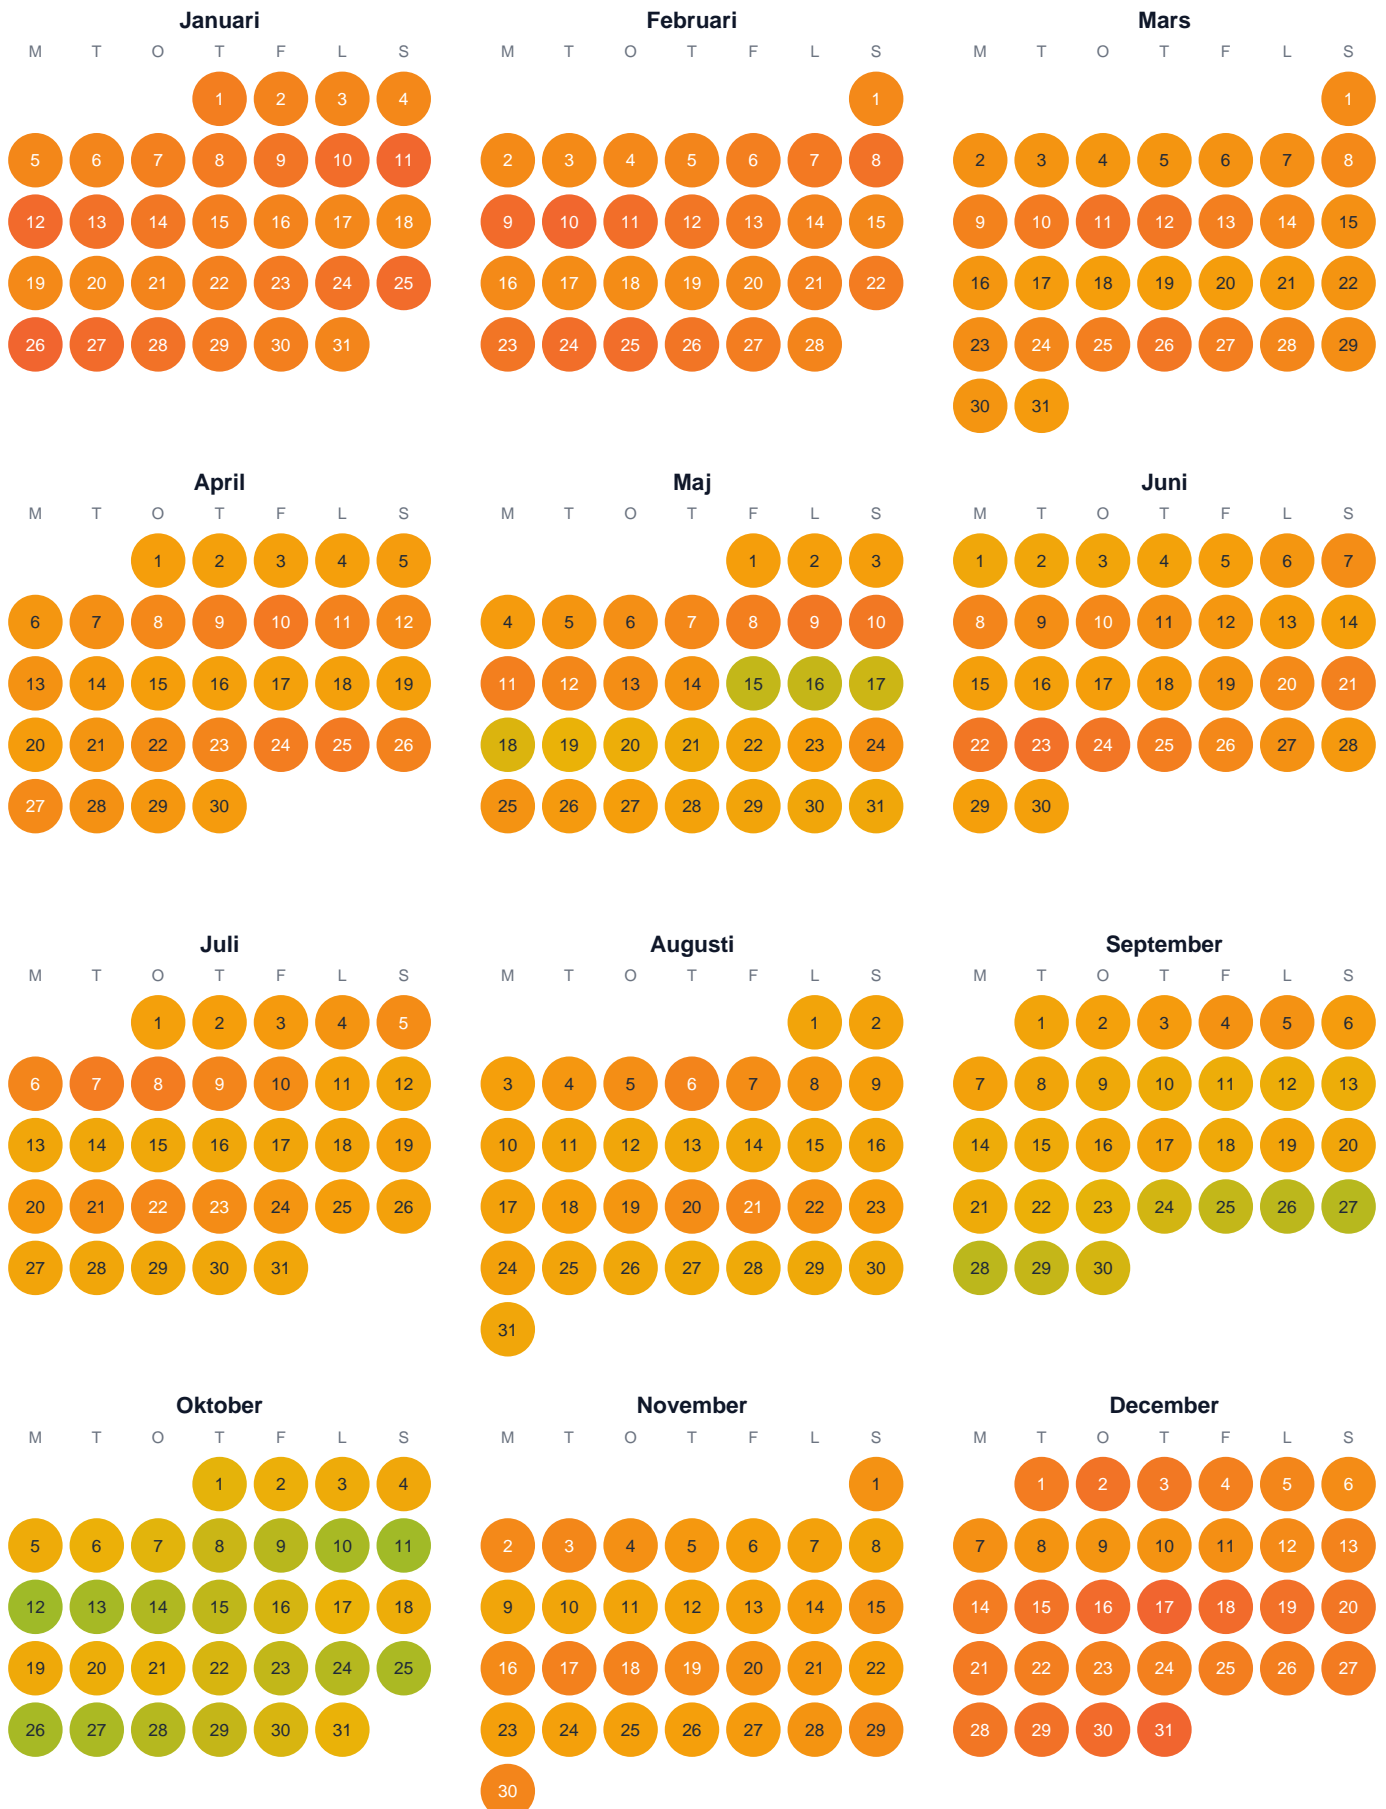 Januari Februari Mars
M T O T F L S M T O T F L S M T O T F L S
1 2 3 4 1 1
5 6 7 8 9 10 11 2 3 4 5 6 7 8 2 3 4 5 6 7 8
12 13 14 15 16 17 18 9 10 11 12 13 14 15 9 10 11 12 13 14 15
19 20 21 22 23 24 25 16 17 18 19 20 21 22 16 17 18 19 20 21 22
26 27 28 29 30 31 23 24 25 26 27 28 23 24 25 26 27 28 29
30 31
April Maj Juni
M T O T F L S M T O T F L S M T O T F L S
1 2 3 4 5 1 2 3 1 2 3 4 5 6 7
6 7 8 9 10 11 12 4 5 6 7 8 9 10 8 9 10 11 12 13 14
13 14 15 16 17 18 19 11 12 13 14 15 16 17 15 16 17 18 19 20 21
20 21 22 23 24 25 26 18 19 20 21 22 23 24 22 23 24 25 26 27 28
27 28 29 30 25 26 27 28 29 30 31 29 30
Juli Augusti September
M T O T F L S M T O T F L S M T O T F L S
1 2 3 4 5 1 2 1 2 3 4 5 6
6 7 8 9 10 11 12 3 4 5 6 7 8 9 7 8 9 10 11 12 13
13 14 15 16 17 18 19 10 11 12 13 14 15 16 14 15 16 17 18 19 20
20 21 22 23 24 25 26 17 18 19 20 21 22 23 21 22 23 24 25 26 27
27 28 29 30 31 24 25 26 27 28 29 30 28 29 30
31
Oktober November December
M T O T F L S M T O T F L S M T O T F L S
1 2 3 4 1 1 2 3 4 5 6
5 6 7 8 9 10 11 2 3 4 5 6 7 8 7 8 9 10 11 12 13
12 13 14 15 16 17 18 9 10 11 12 13 14 15 14 15 16 17 18 19 20
19 20 21 22 23 24 25 16 17 18 19 20 21 22 21 22 23 24 25 26 27
26 27 28 29 30 31 23 24 25 26 27 28 29 28 29 30 31
30